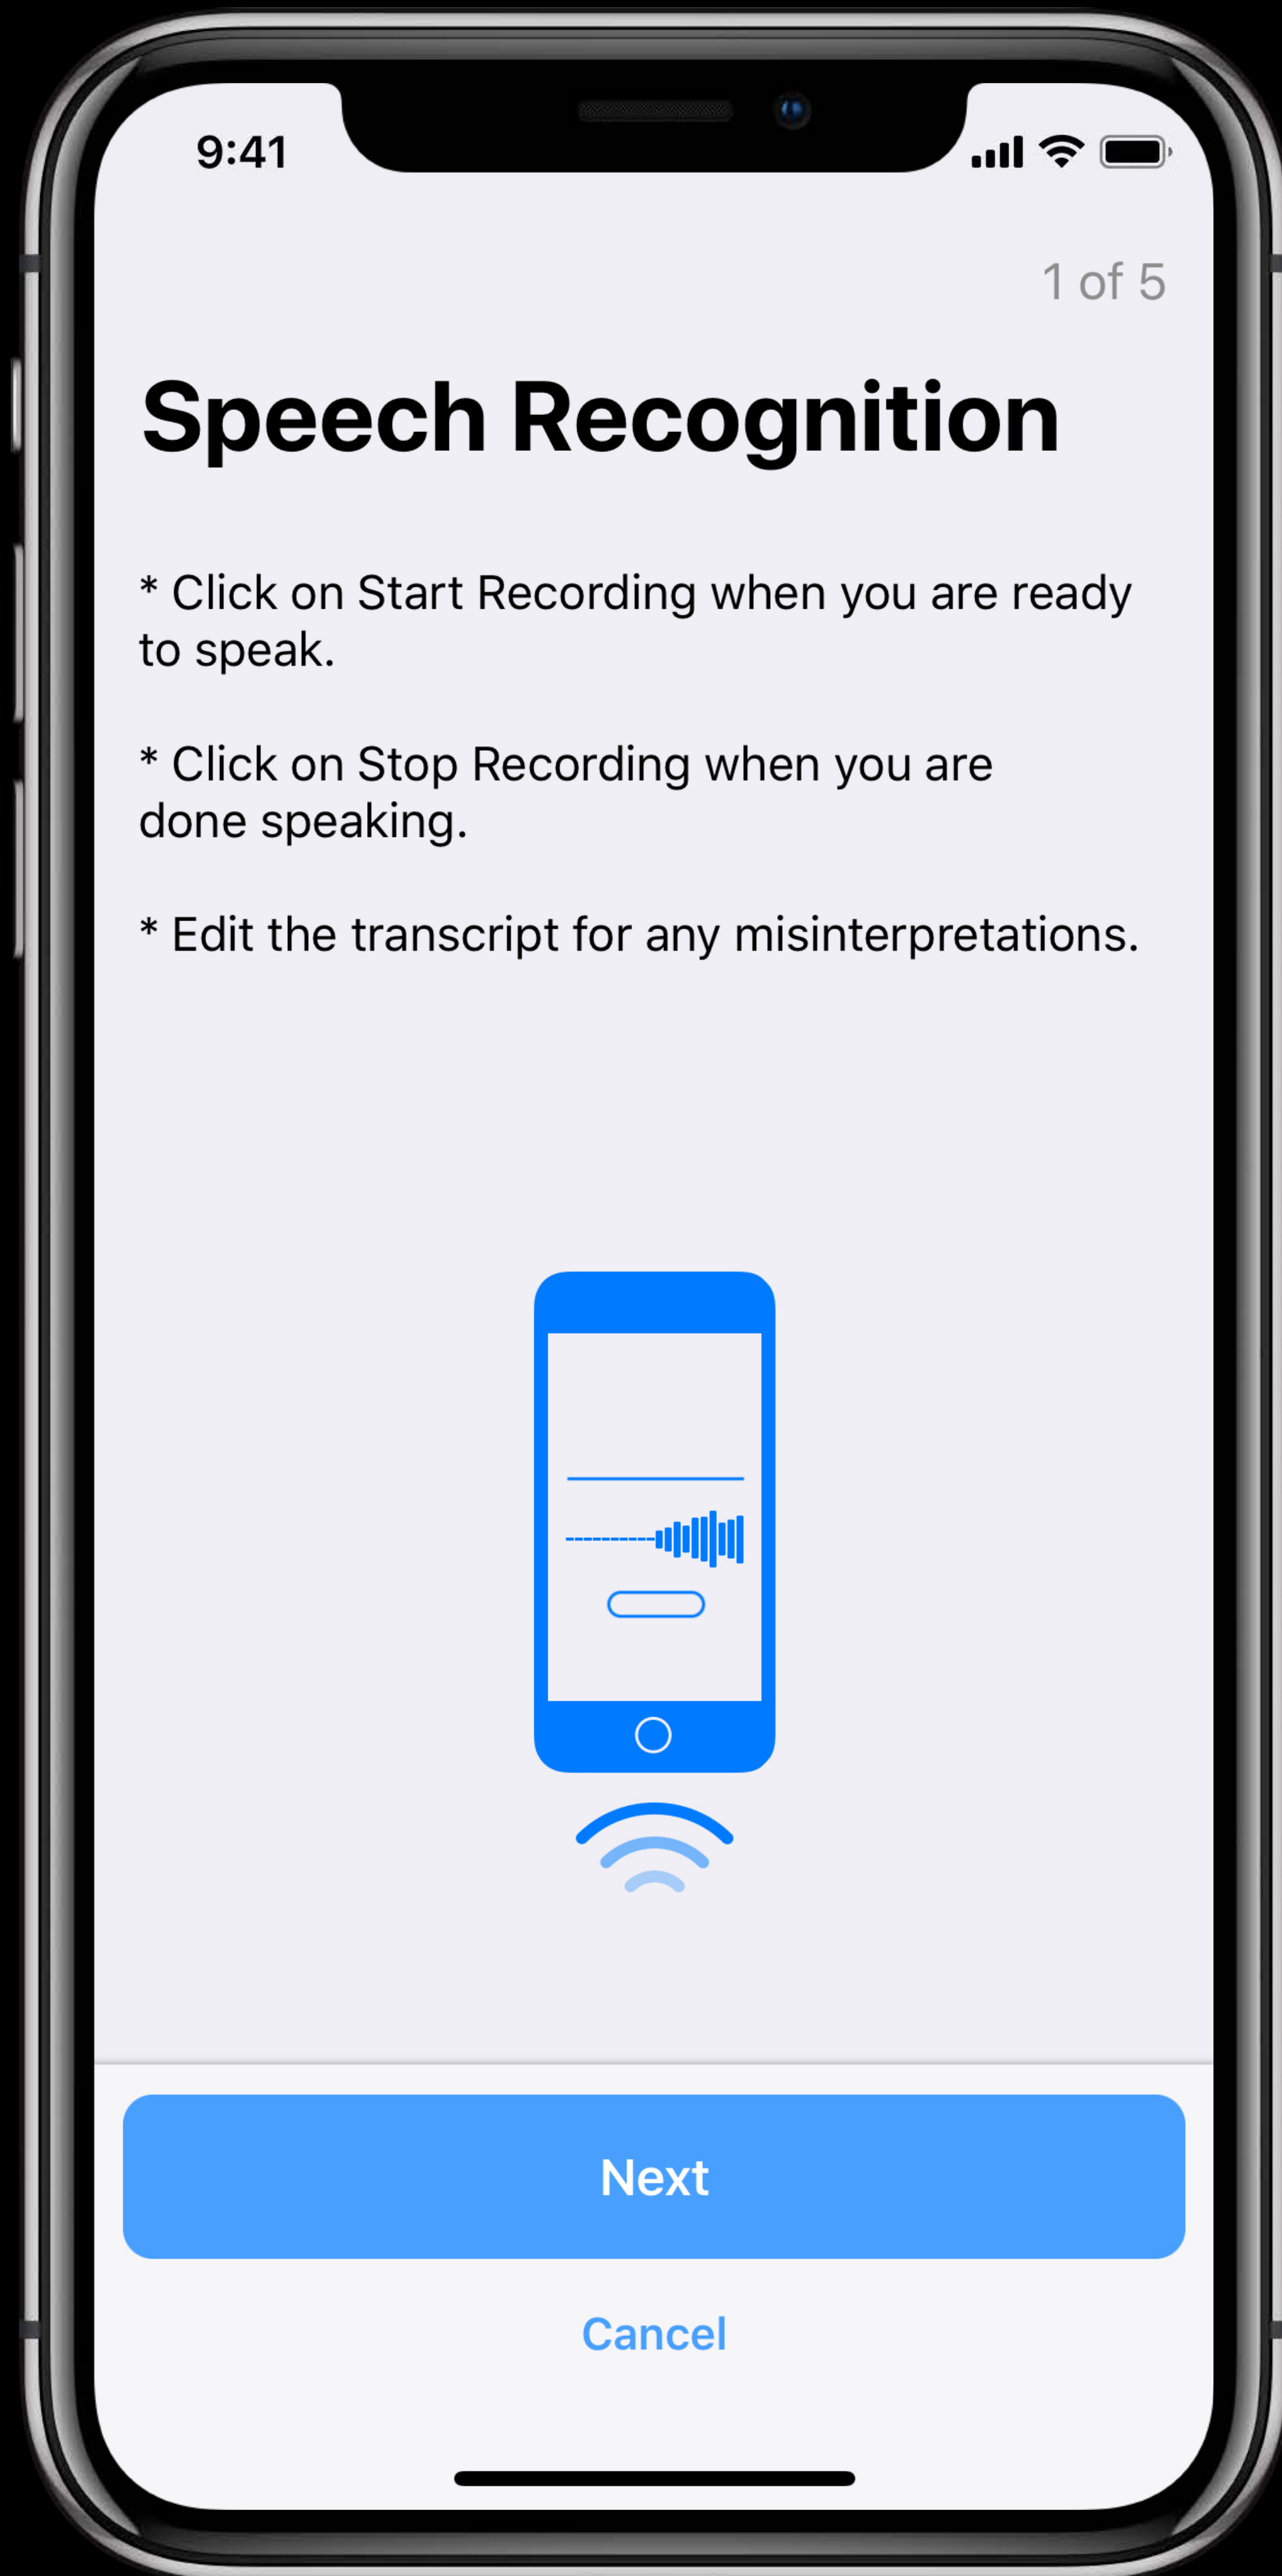 9:41
1 of 5
Speech Recognition
* Click on Start Recording when you are ready
to speak.
* Click on Stop Recording when you are
done speaking.
* Edit the transcript for any misinterpretations.
Next
Cancel